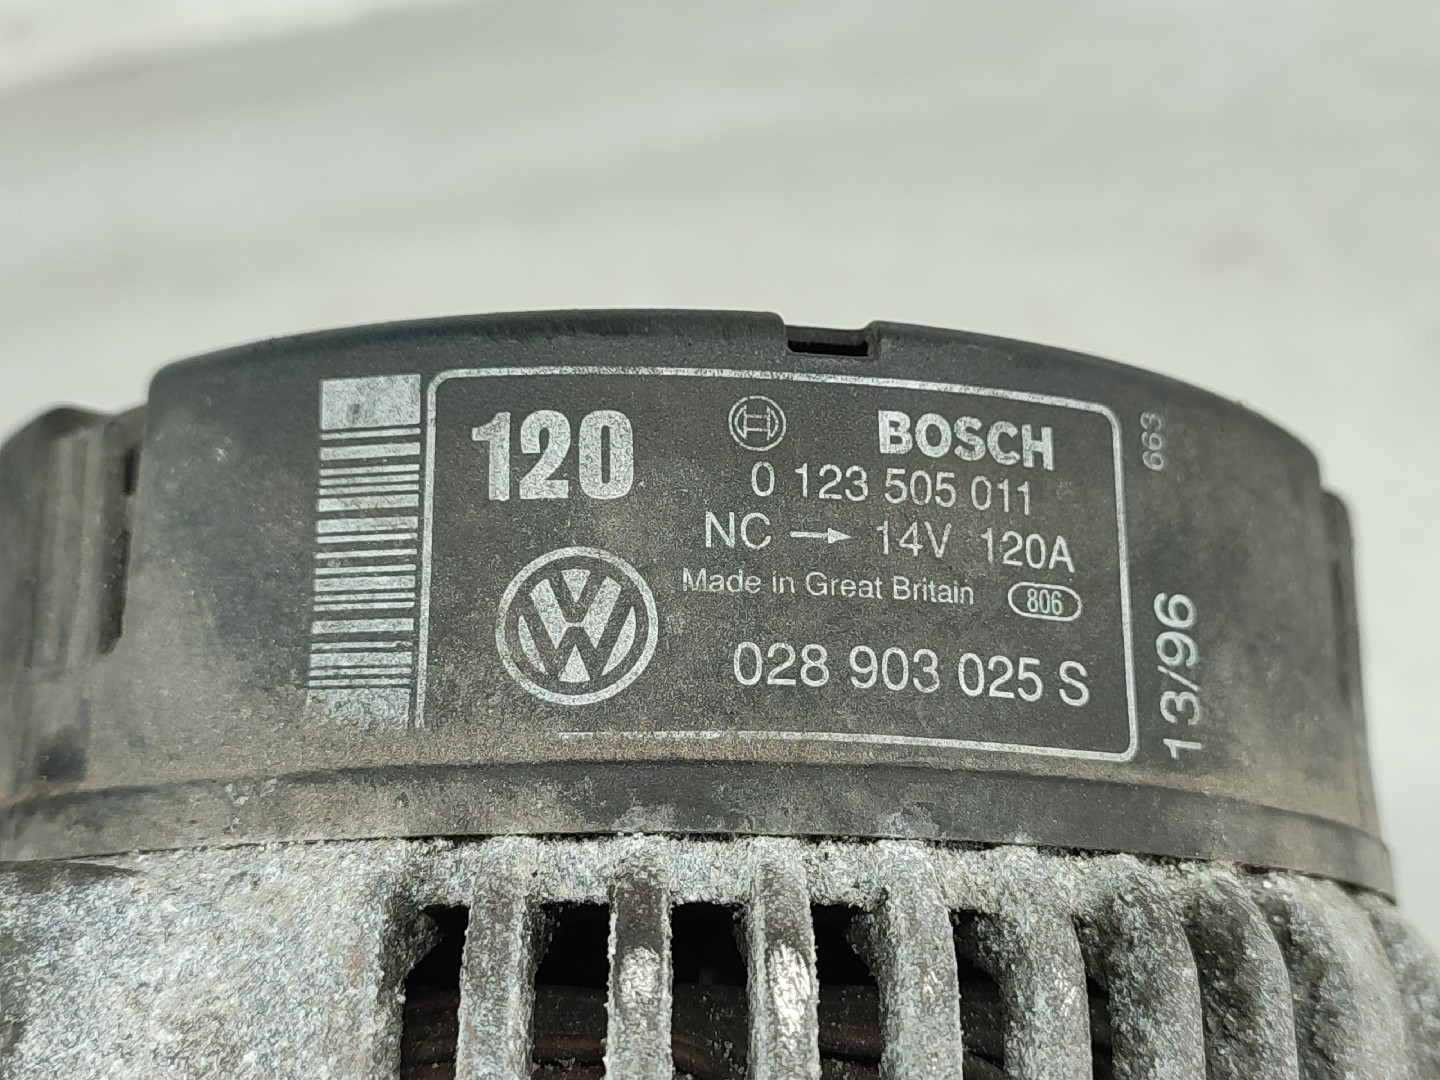 120
BOSCH
0 123 505 011
NC → 14V 120A
Made in Great Britain 806
VW
028 903 025 S
663
13/96